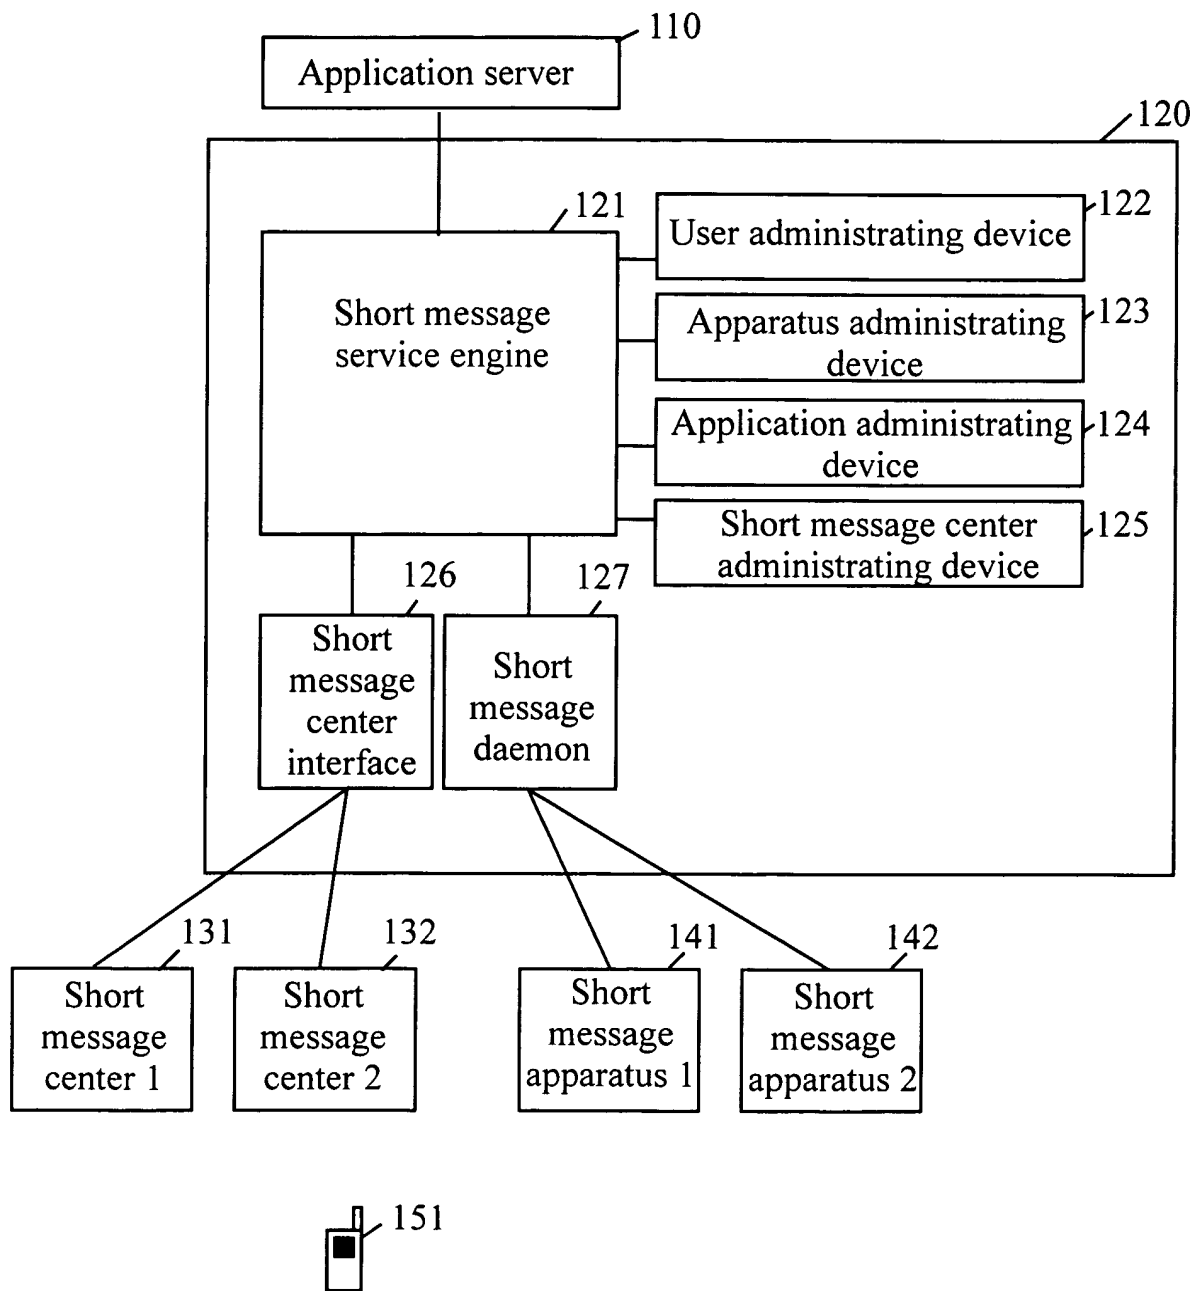 110
Application server
120
121
122
User administrating device
Short message
service engine
123
Apparatus administrating
device
124
Application administrating
device
125
Short message center
administrating device
126
127
Short
message
center
interface
Short
message
daemon
131
132
141
142
Short
message
center 1
Short
message
center 2
Short
message
apparatus 1
Short
message
apparatus 2
151